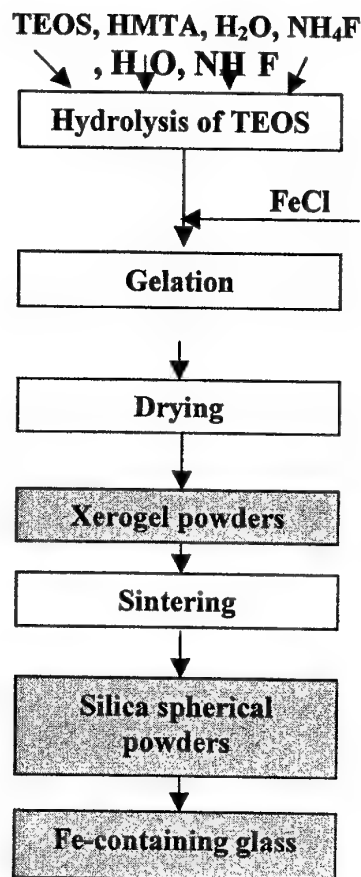 TEOS, HMTA, H₂O, NH₄F
, H O, NH F
Hydrolysis of TEOS
FeCl
Gelation
Drying
Xerogel powders
Sintering
Silica spherical
powders
Fe-containing glass